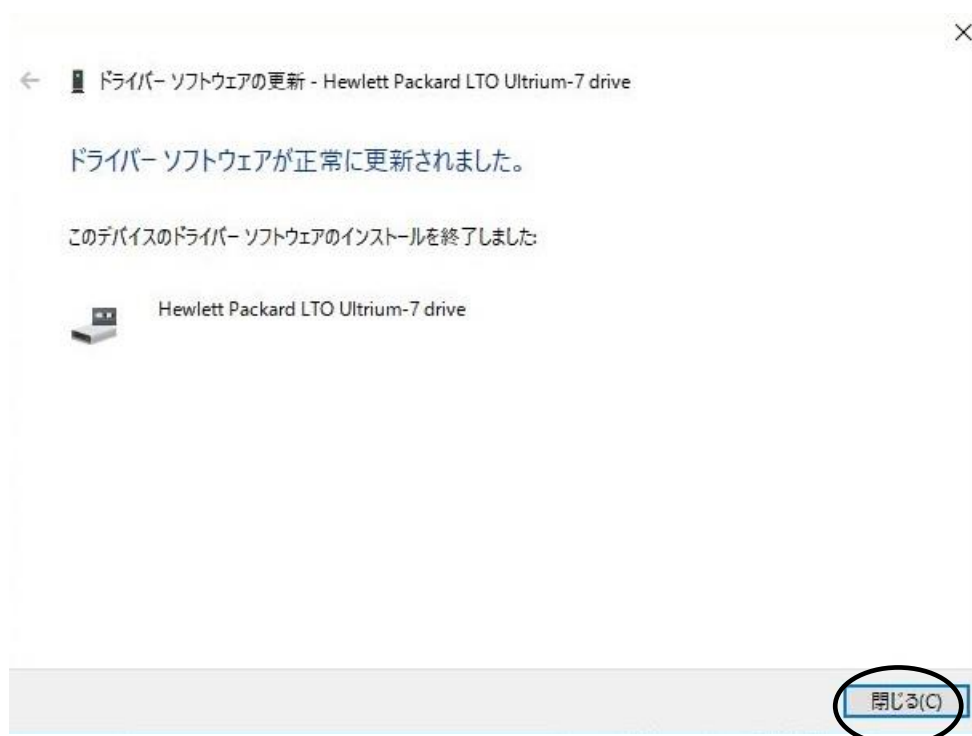 ドライバー ソフトウェアの更新 - Hewlett Packard LTO Ultrium-7 drive
ドライバー ソフトウェアが正常に更新されました。
このデバイスのドライバー ソフトウェアのインストールを終了しました:
Hewlett Packard LTO Ultrium-7 drive
閉じる(C)